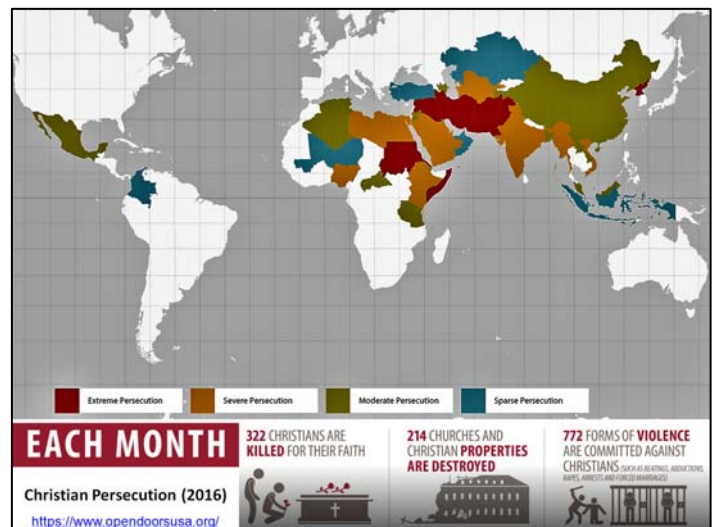 Extreme Persecution
Severe Persecution
Moderate Persecution
Sparse Persecution
EACH MONTH
Christian Persecution (2016)
https://www.opendoorsusa.org/
322 CHRISTIANS ARE
KILLED FOR THEIR FAITH
214 CHURCHES AND
CHRISTIAN PROPERTIES
ARE DESTROYED
772 FORMS OF VIOLENCE
ARE COMMITTED AGAINST
CHRISTIANS (SUCH AS BEATINGS, ABDUCTIONS,
RAPES, ARRESTS AND FORCED MARRIAGES)